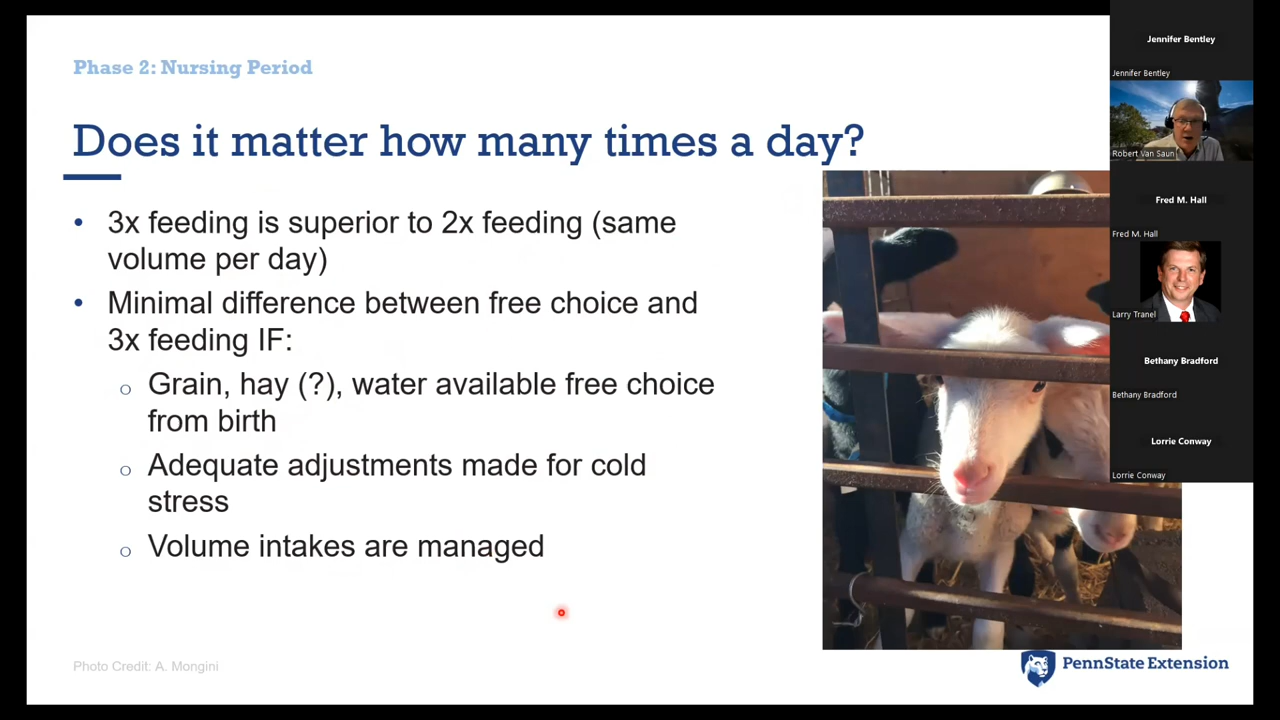 Phase 2: Nursing Period
Does it matter how many times a day?
• 3x feeding is superior to 2x feeding (same
volume per day)
• Minimal difference between free choice and
3x feeding IF:
o Grain, hay (?), water available free choice
from birth
o Adequate adjustments made for cold
stress
o Volume intakes are managed
Photo Credit: A. Mongini
PennState Extension
Jennifer Bentley
Jennifer Bentley
Robert Van Saun
Fred M. Hall
Fred M. Hall
Larry Tranel
Bethany Bradford
Bethany Bradford
Lorrie Conway
Lorrie Conway